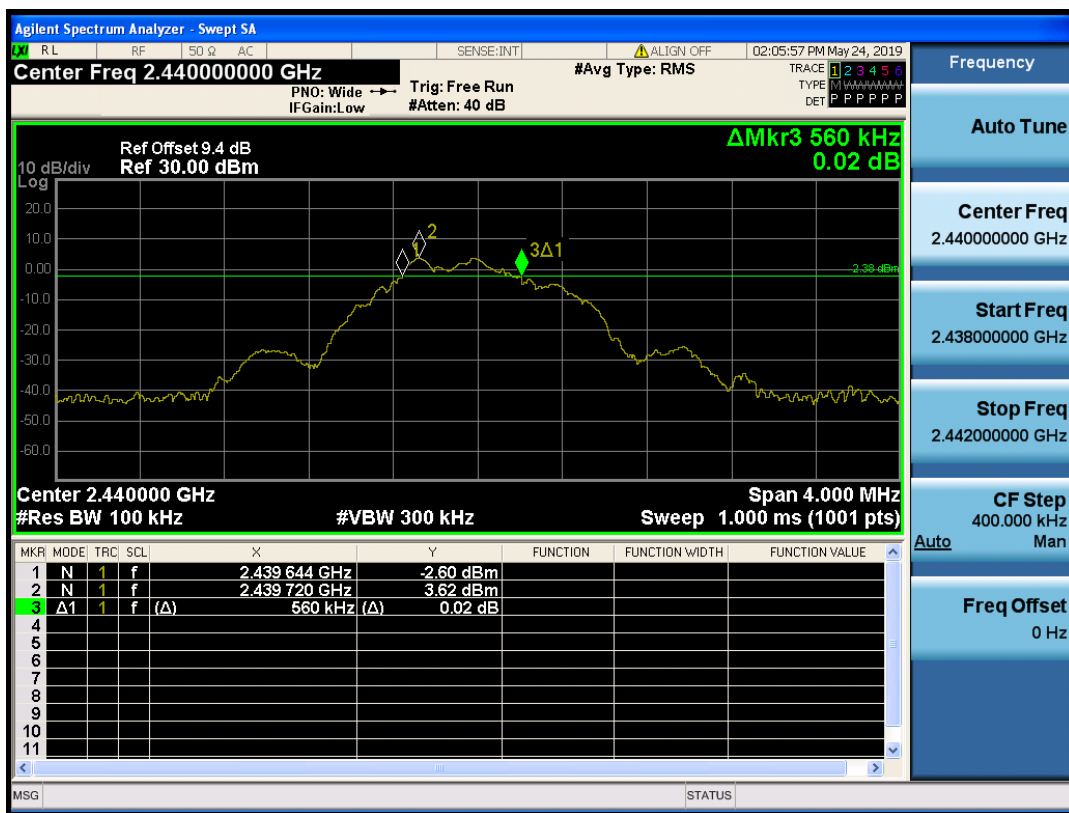 Agilent Spectrum Analyzer - Swept SA
LXI RL RF 50 Ω AC SENSE:INT ALIGN OFF 02:05:57 PM May 24, 2019
Center Freq 2.440000000 GHz
PNO: Wide
IFGain:Low
Trig: Free Run
#Atten: 40 dB
#Avg Type: RMS
TRACE 1 2 3 4 5 6
TYPE M WWWWW
DET P P P P P P
ΔMkr3 560 kHz
0.02 dB
Ref Offset 9.4 dB
10 dB/div Ref 30.00 dBm
Log
20.0
10.0
0.00
-10.0
-20.0
-30.0
-40.0
-50.0
-60.0
1
2
3Δ1
-2.38 dBm
Center 2.440000 GHz Span 4.000 MHz
#Res BW 100 kHz #VBW 300 kHz Sweep 1.000 ms (1001 pts)
MKR MODE TRC SCL X Y FUNCTION FUNCTION WIDTH FUNCTION VALUE
1 N 1 f 2.439 644 GHz -2.60 dBm
2 N 1 f 2.439 720 GHz 3.62 dBm
3 Δ1 1 f (Δ) 560 kHz (Δ) 0.02 dB
4
5
6
7
8
9
10
11
MSG STATUS
Frequency
Auto Tune
Center Freq
2.440000000 GHz
Start Freq
2.438000000 GHz
Stop Freq
2.442000000 GHz
CF Step
400.000 kHz
Auto Man
Freq Offset
0 Hz